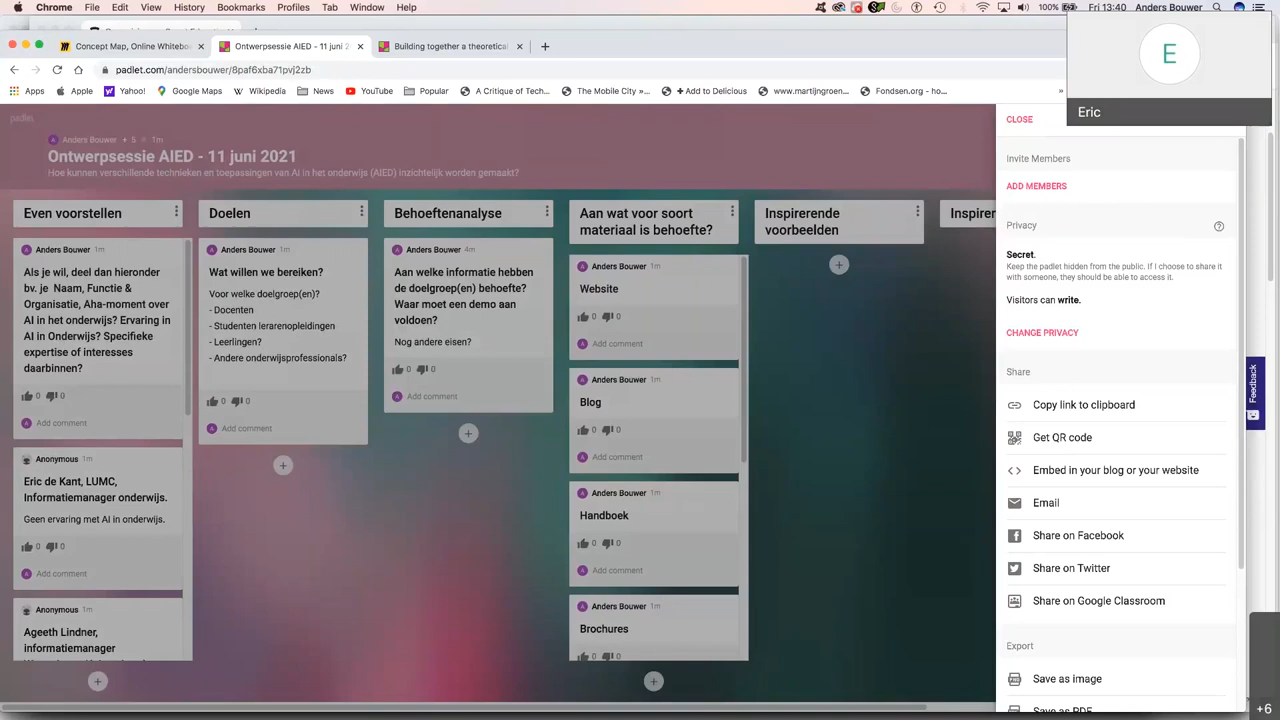 Chrome File Edit View History Bookmarks Profiles Tab Window Help
100% Fri 13:40 Anders Bouwer
Concept Map, Online Whitebo
Ontwerpsessie AIED - 11 juni 2
Building together a theoretical
padlet.com/andersbouwer/8paf6xba71pvj2zb
Apps Apple Yahoo! Google Maps Wikipedia News YouTube Popular A Critique of Tech... The Mobile City »... + Add to Delicious www.martijngroen... Fondsen.org - ho... »
E
Eric
padlet
Anders Bouwer + 5 1m
Ontwerpsessie AIED - 11 juni 2021
Hoe kunnen verschillende technieken en toepassingen van AI in het onderwijs (AIED) inzichtelijk worden gemaakt?
Even voorstellen
Anders Bouwer 1m
Als je wil, deel dan hieronder
bv. je Naam, Functie &
Organisatie, Aha-moment over
AI in het onderwijs? Ervaring in
AI in Onderwijs? Specifieke
expertise of interesses
daarbinnen?
0 0
Add comment
Anonymous 1m
Eric de Kant, LUMC,
Informatiemanager onderwijs.
Geen ervaring met AI in onderwijs.
0 0
Add comment
Anonymous 1m
Ageeth Lindner,
informatiemanager
Doelen
Anders Bouwer 1m
Wat willen we bereiken?
Voor welke doelgroep(en)?
- Docenten
- Studenten lerarenopleidingen
- Leerlingen?
- Andere onderwijsprofessionals?
0 0
Add comment
Behoeftenanalyse
Anders Bouwer 4m
Aan welke informatie hebben
de doelgroep(en) behoefte?
Waar moet een demo aan
voldoen?
Nog andere eisen?
0 0
Add comment
Aan wat voor soort
materiaal is behoefte?
Anders Bouwer 1m
Website
0 0
Add comment
Anders Bouwer 1m
Blog
0 0
Add comment
Anders Bouwer 1m
Handboek
0 0
Add comment
Anders Bouwer 1m
Brochures
0 0
Inspirerende
voorbeelden
Inspirer
CLOSE
Invite Members
ADD MEMBERS
Privacy
Secret.
Keep the padlet hidden from the public. If I choose to share it
with someone, they should be able to access it.
Visitors can write.
CHANGE PRIVACY
Share
Copy link to clipboard
Get QR code
Embed in your blog or your website
Email
Share on Facebook
Share on Twitter
Share on Google Classroom
Export
Save as image
Save as PDF
Feedback
+6